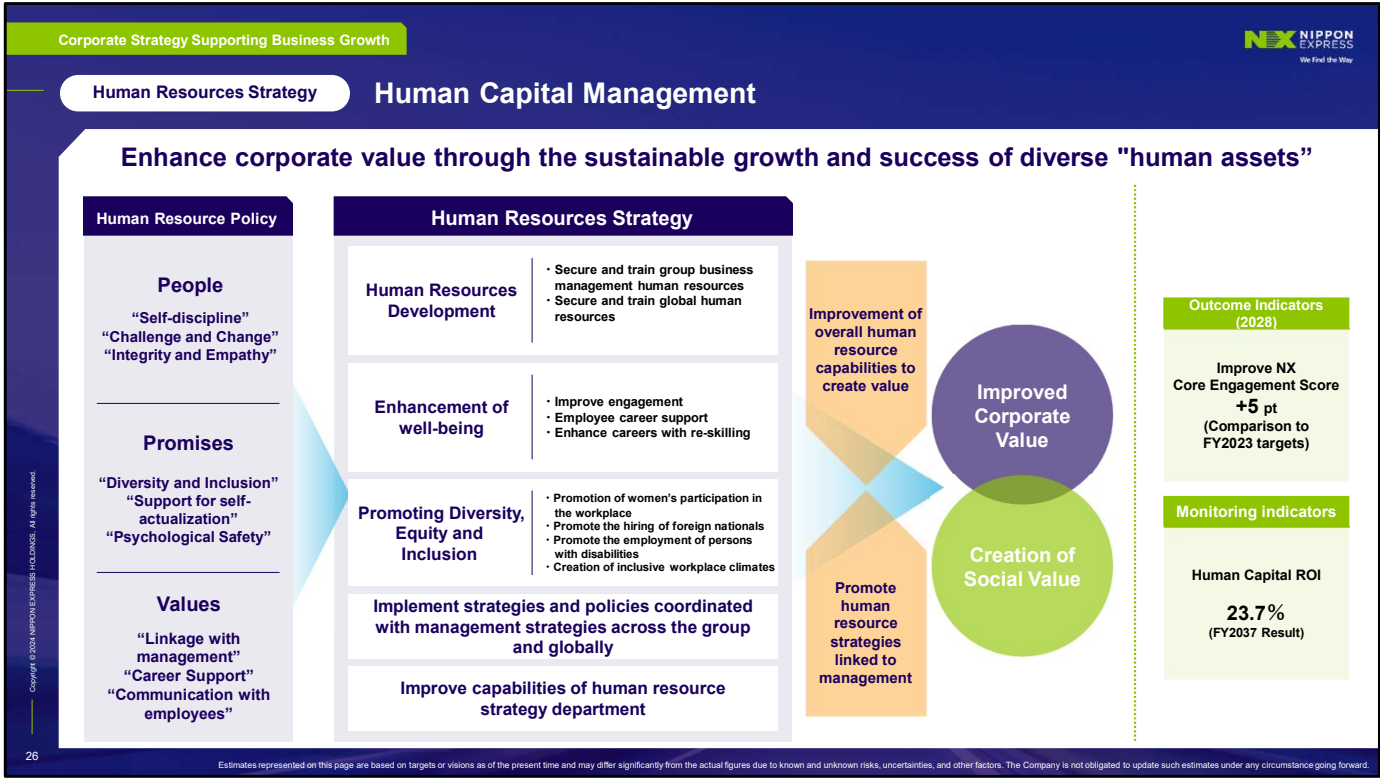 Corporate Strategy Supporting Business Growth
NX NIPPON
EXPRESS
We Find the Way
Human Resources Strategy
Human Capital Management
Enhance corporate value through the sustainable growth and success of diverse "human assets”
Human Resource Policy
People
“Self-discipline”
“Challenge and Change”
“Integrity and Empathy”
Promises
“Diversity and Inclusion”
“Support for self-
actualization”
“Psychological Safety”
Values
“Linkage with
management”
“Career Support”
“Communication with
employees”
Human Resources Strategy
Human Resources
Development
・Secure and train group business
management human resources
・Secure and train global human
resources
Enhancement of
well-being
・Improve engagement
・Employee career support
・Enhance careers with re-skilling
Promoting Diversity,
Equity and
Inclusion
・Promotion of women’s participation in
the workplace
・Promote the hiring of foreign nationals
・Promote the employment of persons
with disabilities
・Creation of inclusive workplace climates
Implement strategies and policies coordinated
with management strategies across the group
and globally
Improve capabilities of human resource
strategy department
Improvement of
overall human
resource
capabilities to
create value
Promote
human
resource
strategies
linked to
management
Improved
Corporate
Value
Creation of
Social Value
Outcome Indicators
(2028)
Improve NX
Core Engagement Score
+5 pt
(Comparison to
FY2023 targets)
Monitoring indicators
Human Capital ROI
23.7%
(FY2037 Result)
Copyright © 2024 NIPPON EXPRESS HOLDINGS, All rights reserved.
26
Estimates represented on this page are based on targets or visions as of the present time and may differ significantly from the actual figures due to known and unknown risks, uncertainties, and other factors. The Company is not obligated to update such estimates under any circumstance going forward.